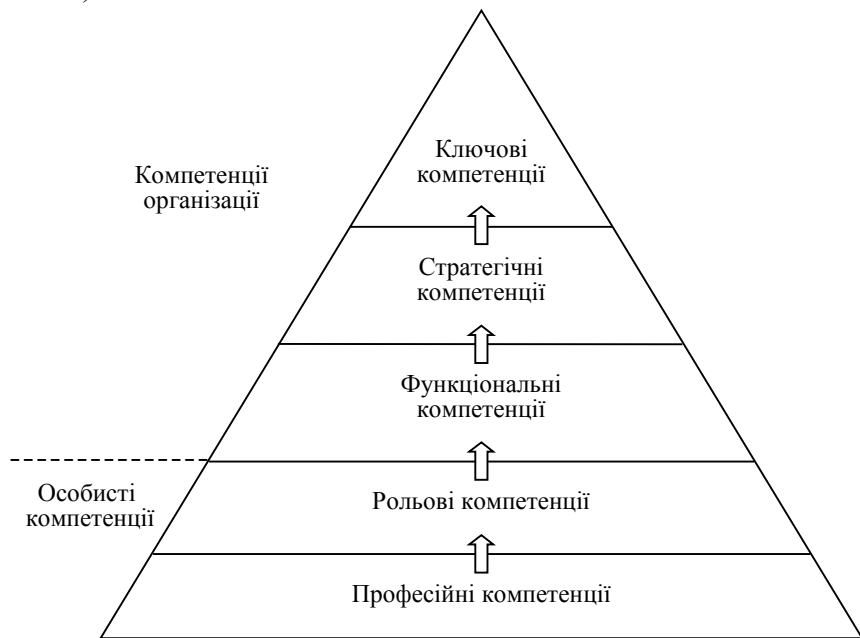 )
Ключові
компетенції
Компетенції
організації
Стратегічні
компетенції
Функціональні
компетенції
Особисті
компетенції
Рольові компетенції
Професійні компетенції